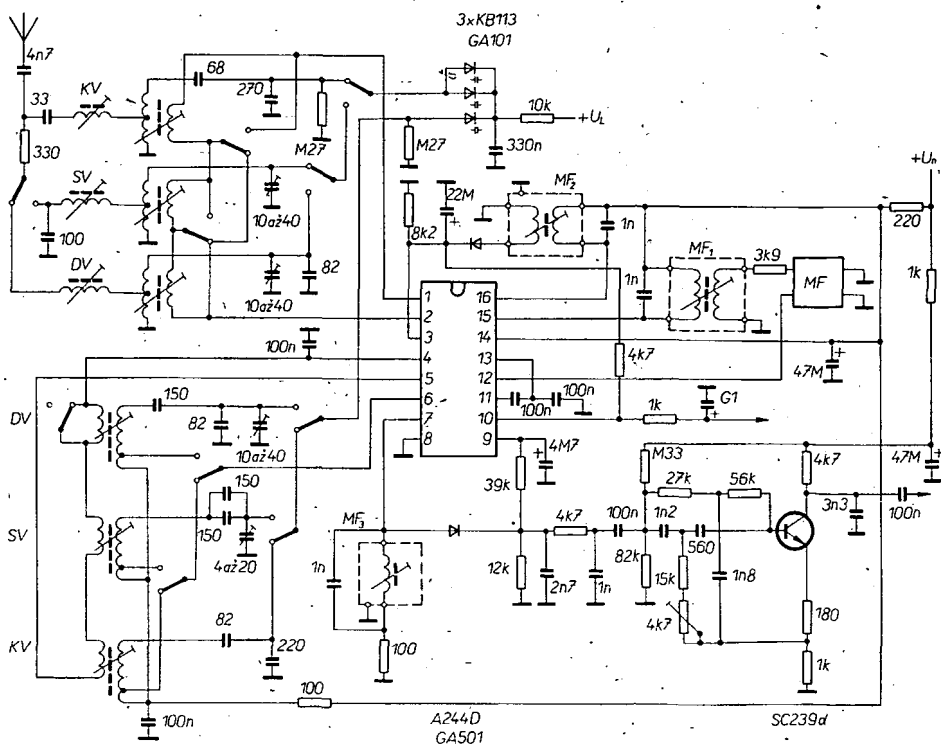 3xKB113
GA101
4n7
68
33
KV
270
10k
+U_L
M27
M27
330n
330
+U_n
SV
22M
MF2
10až40
8k2
1n
220
100
MF1
3k9
DV
82
1n
MF
1k
10až40
1 16
2 15
3 14
100n
4 13
4k7
47M
5 12
100n
150
6 11
100n
G1
DV
82
7 10
1k
10až40
8 9
4M7
M33
4k7
47M
150
39k
27k
56k
SV
150
MF3
4k7
100n
1n2
3n3
100n
4až20
560
1n
12k
82k
15k
1n8
2n7
1n
82
4k7
180
KV
220
100
1k
100
100n
A244D
GA501
SC239d